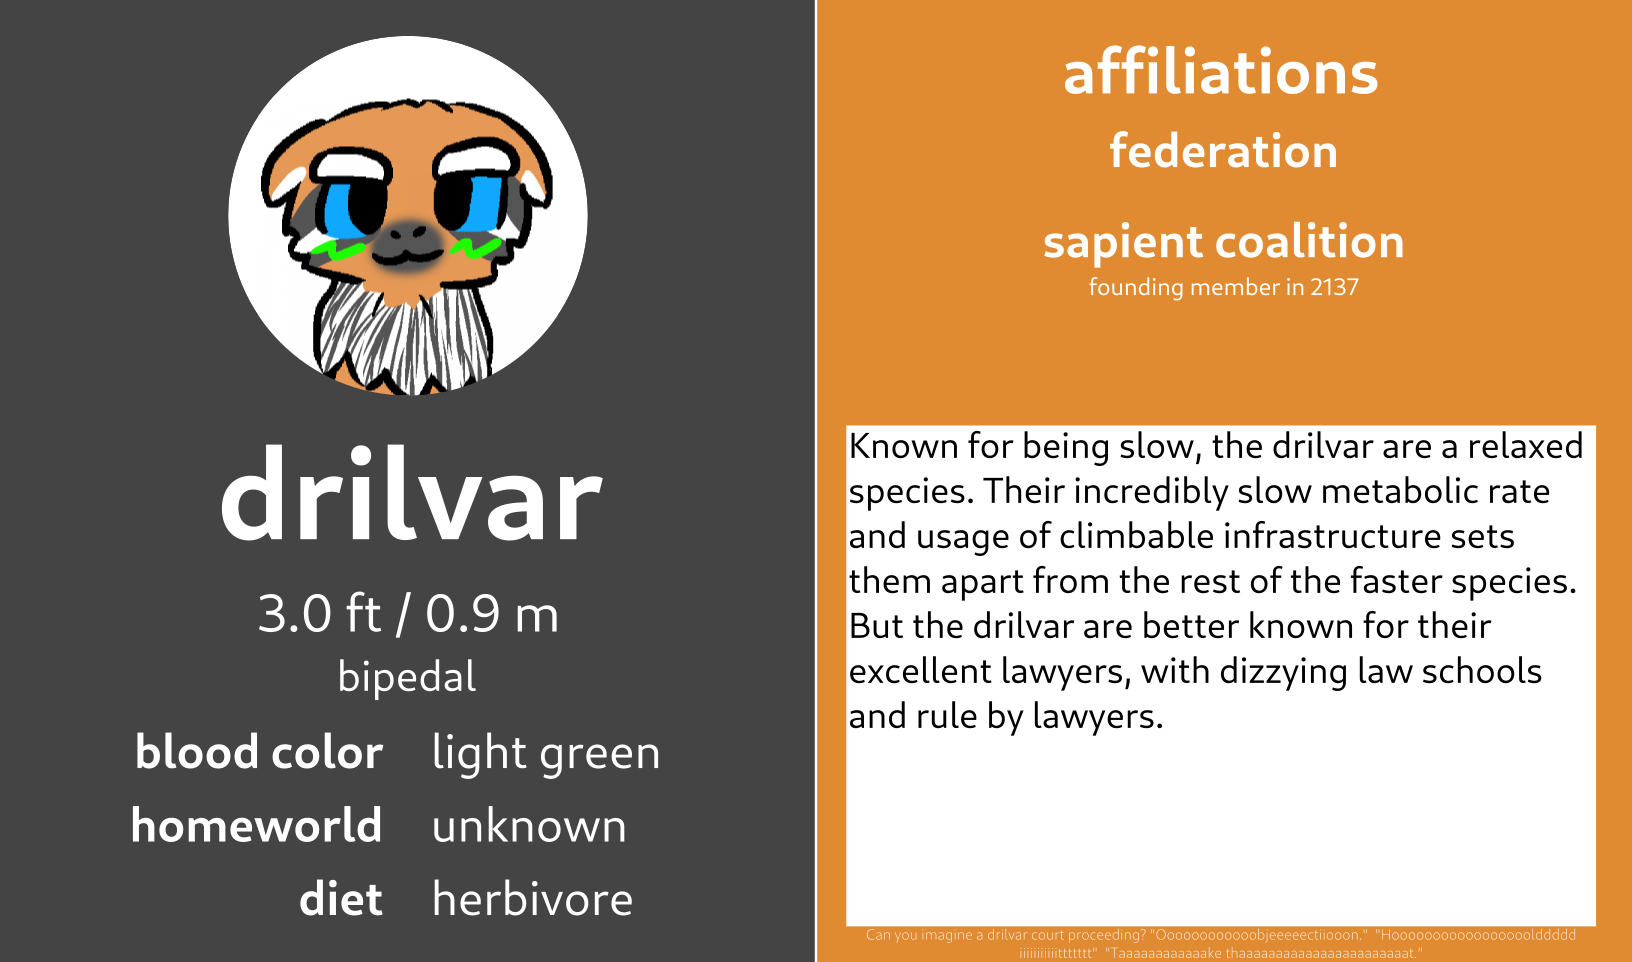 drilvar
3.0 ft / 0.9 m
bipedal
blood color light green
homeworld unknown
diet herbivore
affiliations
federation
sapient coalition
founding member in 2137
Known for being slow, the drilvar are a relaxed
species. Their incredibly slow metabolic rate
and usage of climbable infrastructure sets
them apart from the rest of the faster species.
But the drilvar are better known for their
excellent lawyers, with dizzying law schools
and rule by lawyers.
Can you imagine a drilvar court proceeding? "Ooooooooooooobjeeeeectiiooon." "Hooooooooooooooooolddddd
iiiiiiiiiiittttttt" "Taaaaaaaaaaaake thaaaaaaaaaaaaaaaaaaaaaaaat."